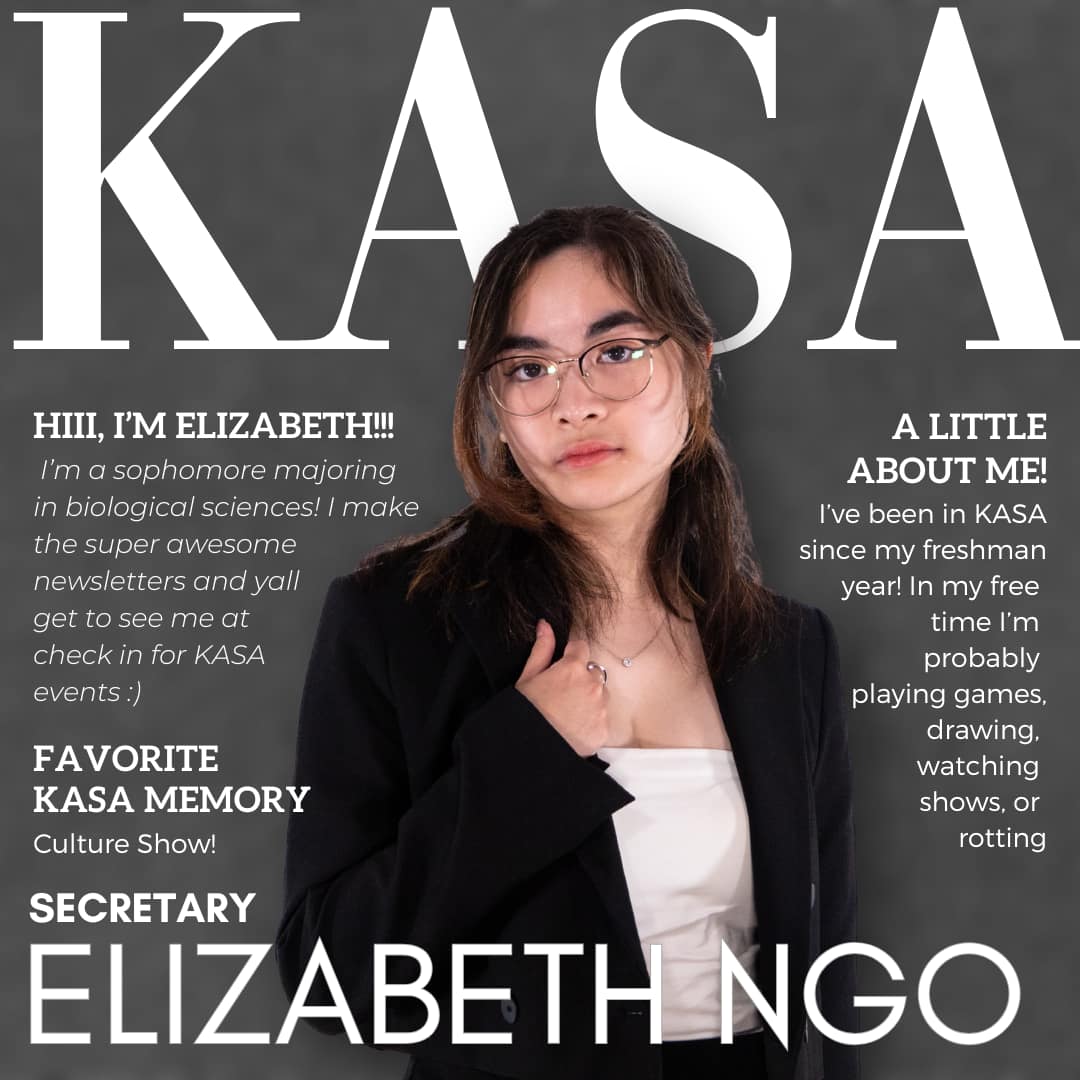 KASA
HIII, I'M ELIZABETH!!!
I'm a sophomore majoring
in biological sciences! I make
the super awesome
newsletters and yall
get to see me at
check in for KASA
events :)
FAVORITE
KASA MEMORY
Culture Show!
A LITTLE
ABOUT ME!
I've been in KASA
since my freshman
year! In my free
time I'm
probably
playing games,
drawing,
watching
shows, or
rotting
SECRETARY
ELIZABETH NGO